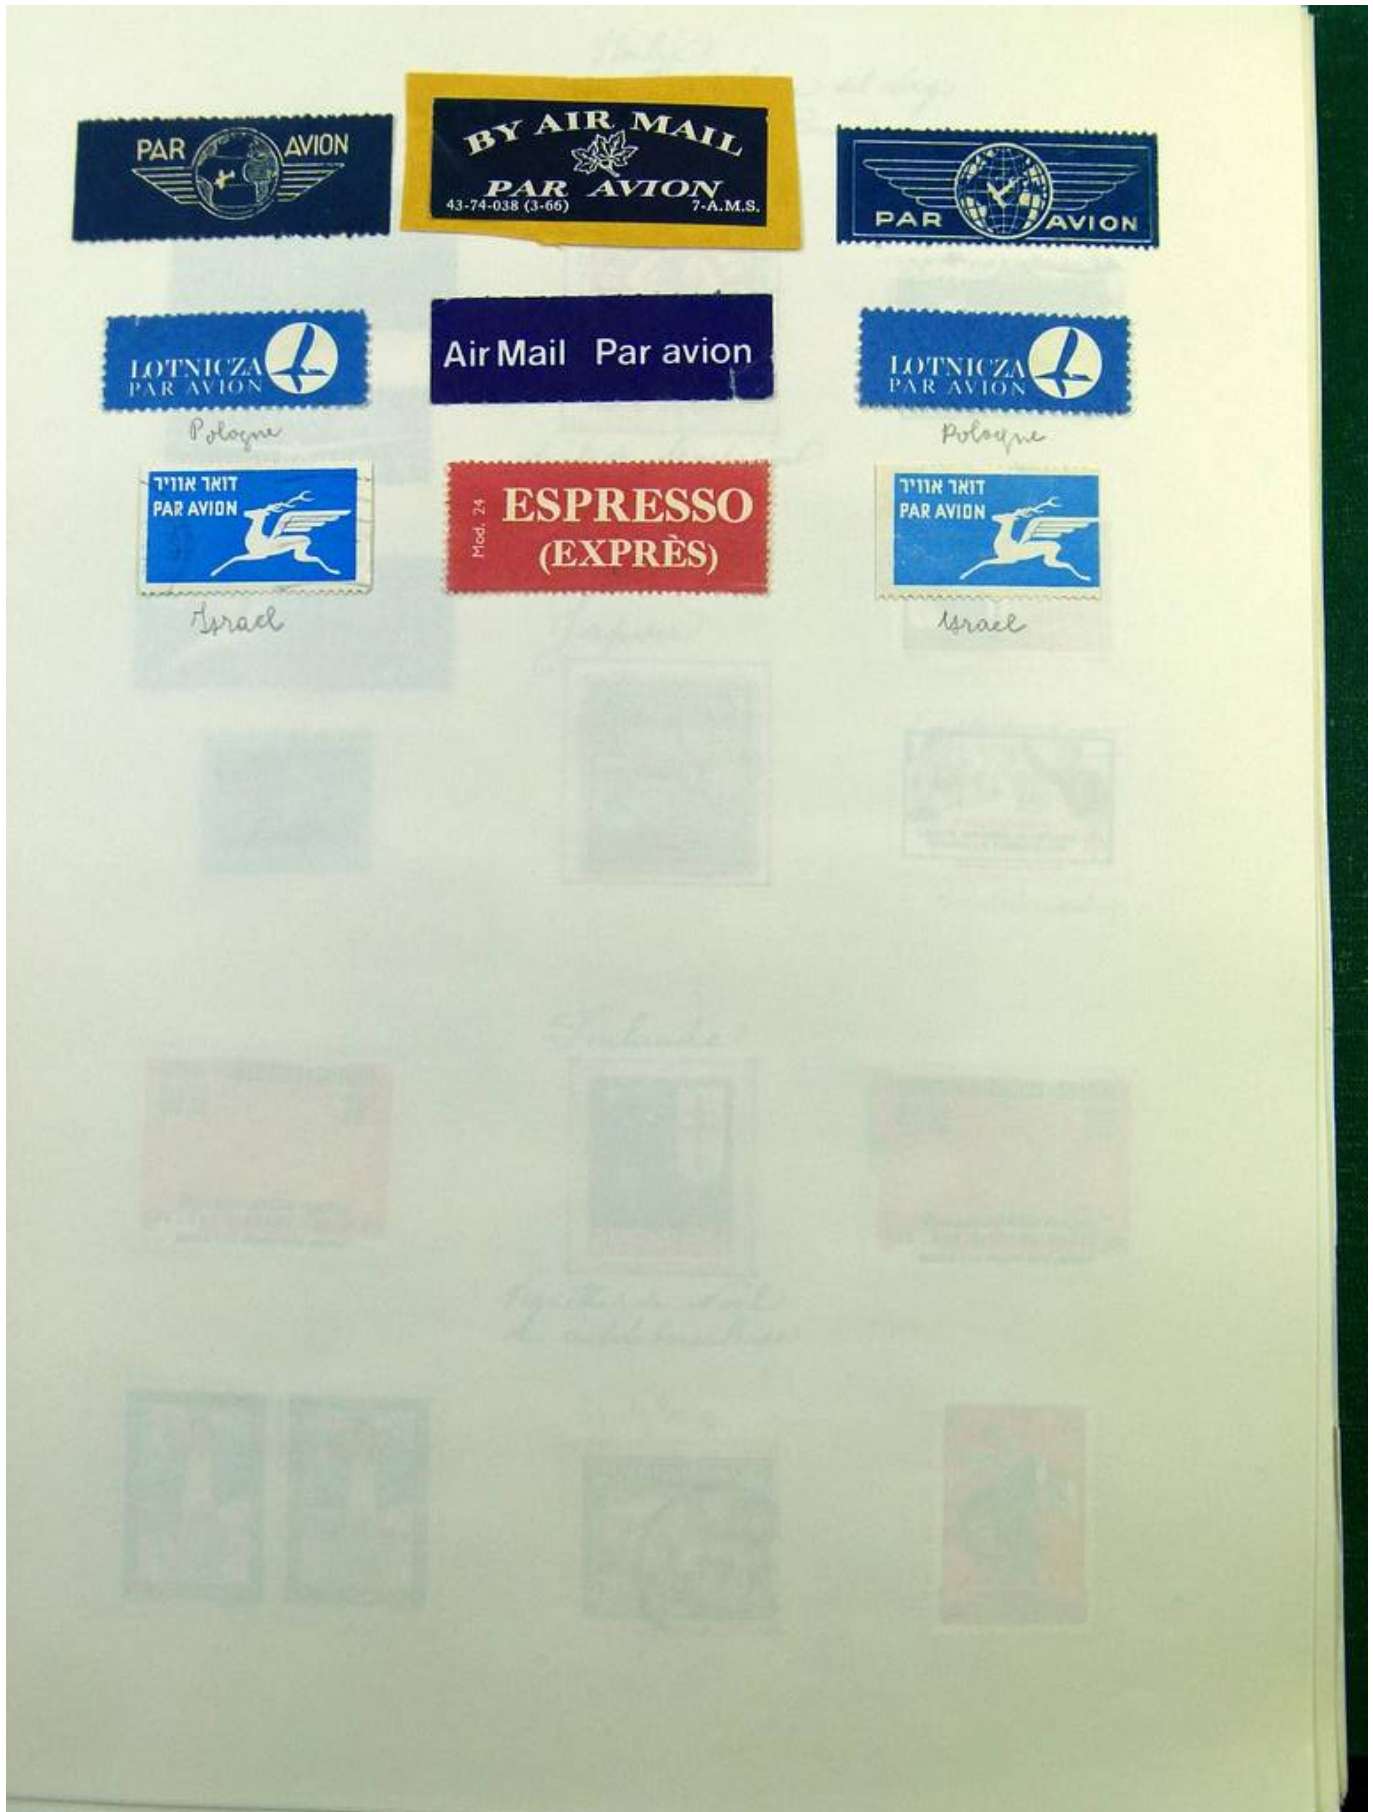 PAR AVION
BY AIR MAIL
PAR AVION
43-74-038 (3-66) 7-A.M.S.
PAR AVION
LOTNICZA
PAR AVION
Pologne
Air Mail Par avion
LOTNICZA
PAR AVION
Pologne
דואר אוויר
PAR AVION
Israel
Mod. 24
ESPRESSO
(EXPRÈS)
דואר אוויר
PAR AVION
Israel